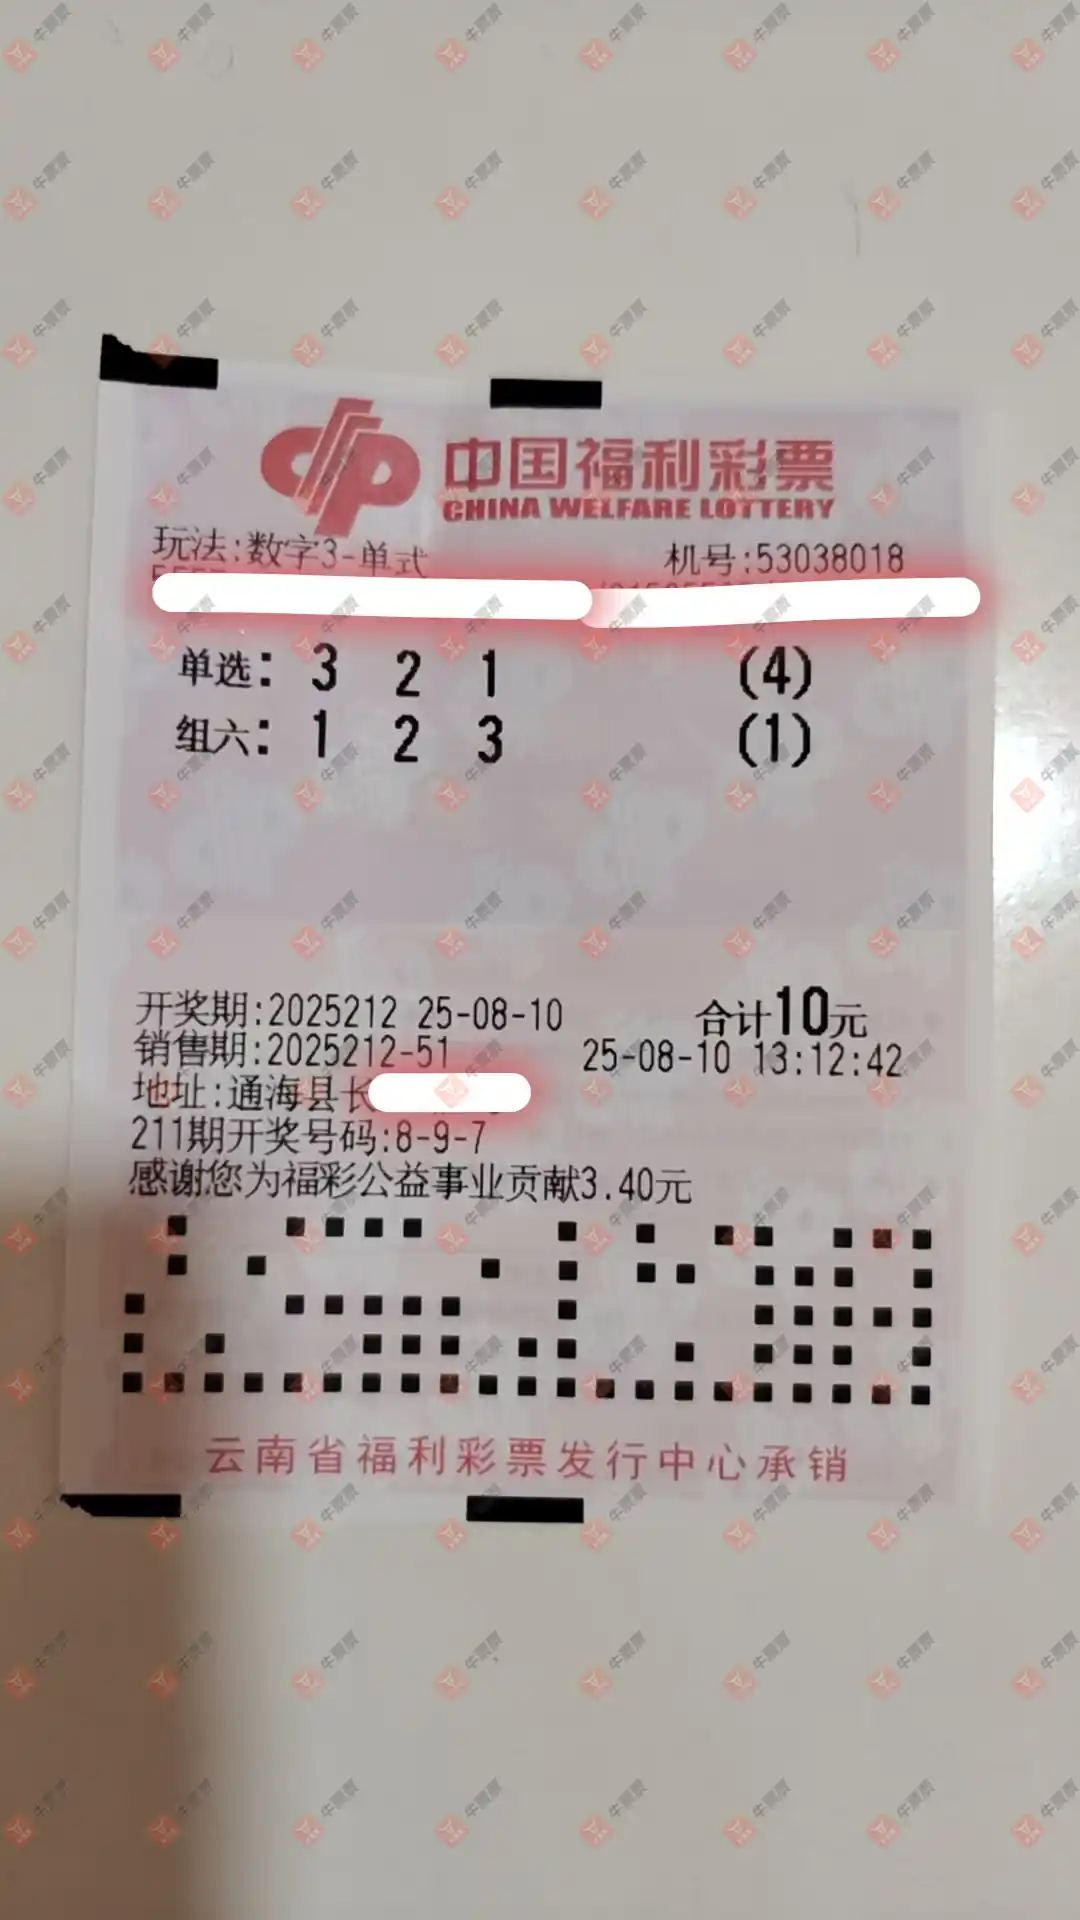 中国福利彩票
CHINA WELFARE LOTTERY
玩法:数字3-单式 机号:53038018
单选: 3 2 1 (4)
组六: 1 2 3 (1)
开奖期:2025212 25-08-10 合计10元
销售期:2025212-51 25-08-10 13:12:42
地址:通海县长
211期开奖号码:8-9-7
感谢您为福彩公益事业贡献3.40元
云南省福利彩票发行中心承销
牛票票